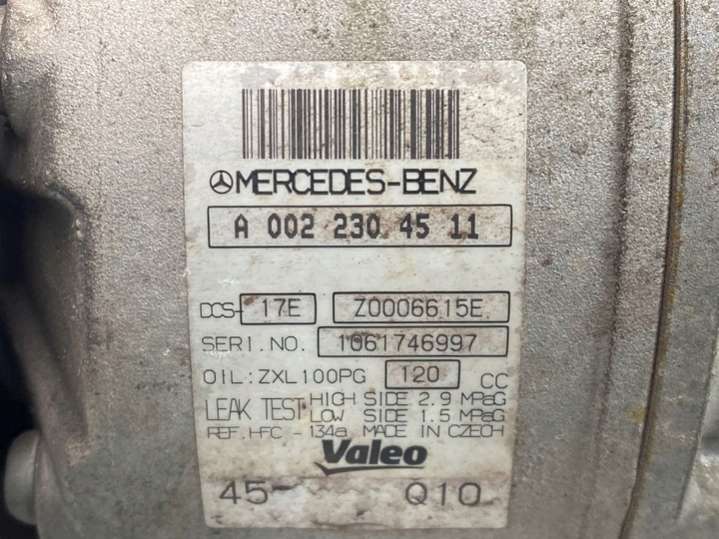 MERCEDES-BENZ
A 002 230 45 11
DCS- 17E Z0006615E
SERI.NO. 1061746997
OIL:ZXL100PG 120 CC
LEAK TEST HIGH SIDE 2.9 MPaG
LOW SIDE 1.5 MPaG
REF.HFC -134a MADE IN CZECH
Valeo
45- Q10